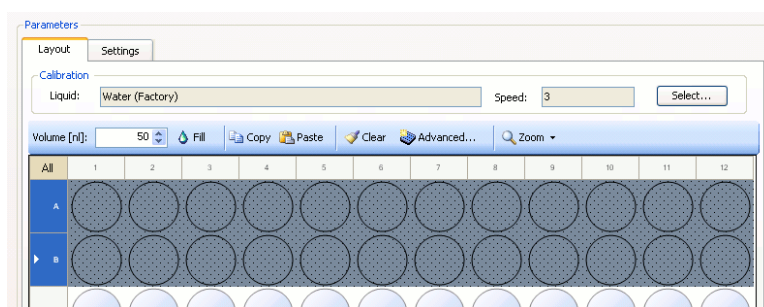 Parameters
Layout Settings
Calibration
Liquid: Water (Factory) Speed: 3 Select...
Volume [nl]: 50 Fill Copy Paste Clear Advanced... Zoom
All 1 2 3 4 5 6 7 8 9 10 11 12
A
B